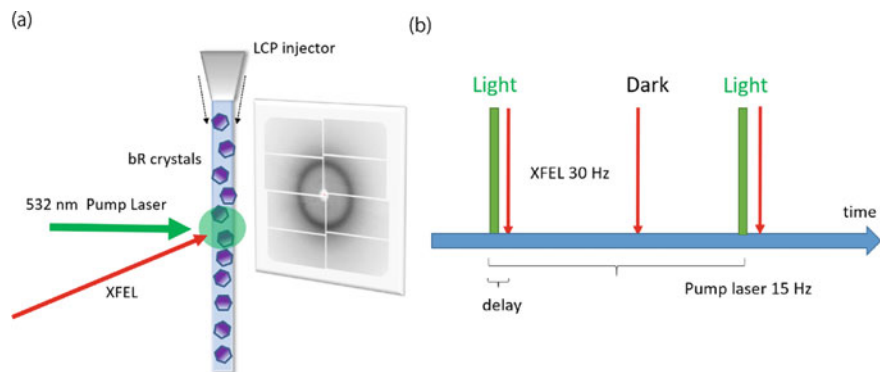 (a)
LCP injector
bR crystals
532 nm Pump Laser
XFEL
(b)
Light
Dark
Light
XFEL 30 Hz
time
delay
Pump laser 15 Hz